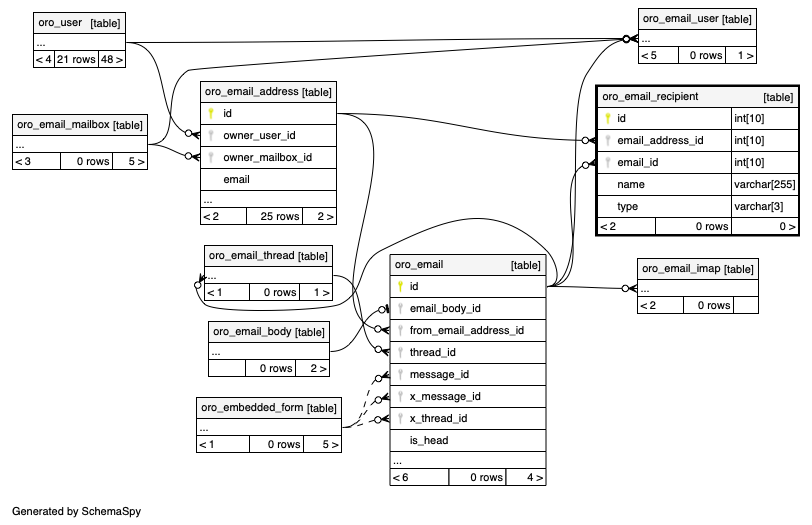 oro_user [table]
...
< 4 21 rows 48 >
oro_email_user [table]
...
< 5 0 rows 1 >
oro_email_address [table]
id
owner_user_id
owner_mailbox_id
email
...
< 2 25 rows 2 >
oro_email_recipient [table]
id int[10]
email_address_id int[10]
email_id int[10]
name varchar[255]
type varchar[3]
< 2 0 rows 0 >
oro_email_mailbox [table]
...
< 3 0 rows 5 >
oro_email_thread [table]
...
< 1 0 rows 1 >
oro_email [table]
id
email_body_id
from_email_address_id
thread_id
message_id
x_message_id
x_thread_id
is_head
...
< 6 0 rows 4 >
oro_email_imap [table]
...
< 2 0 rows
oro_email_body [table]
...
0 rows 2 >
oro_embedded_form [table]
...
< 1 0 rows 5 >
Generated by SchemaSpy